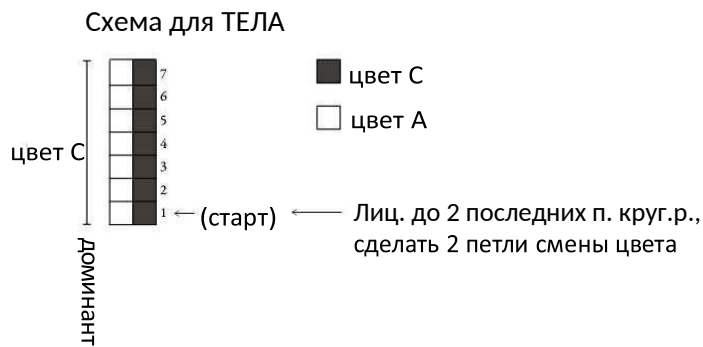 Схема для ТЕЛА
цвет С
цвет А
7
6
5
4
3
2
1
цвет С
доминант
(старт)
Лиц. до 2 последних п. круг.р.,
сделать 2 петли смены цвета